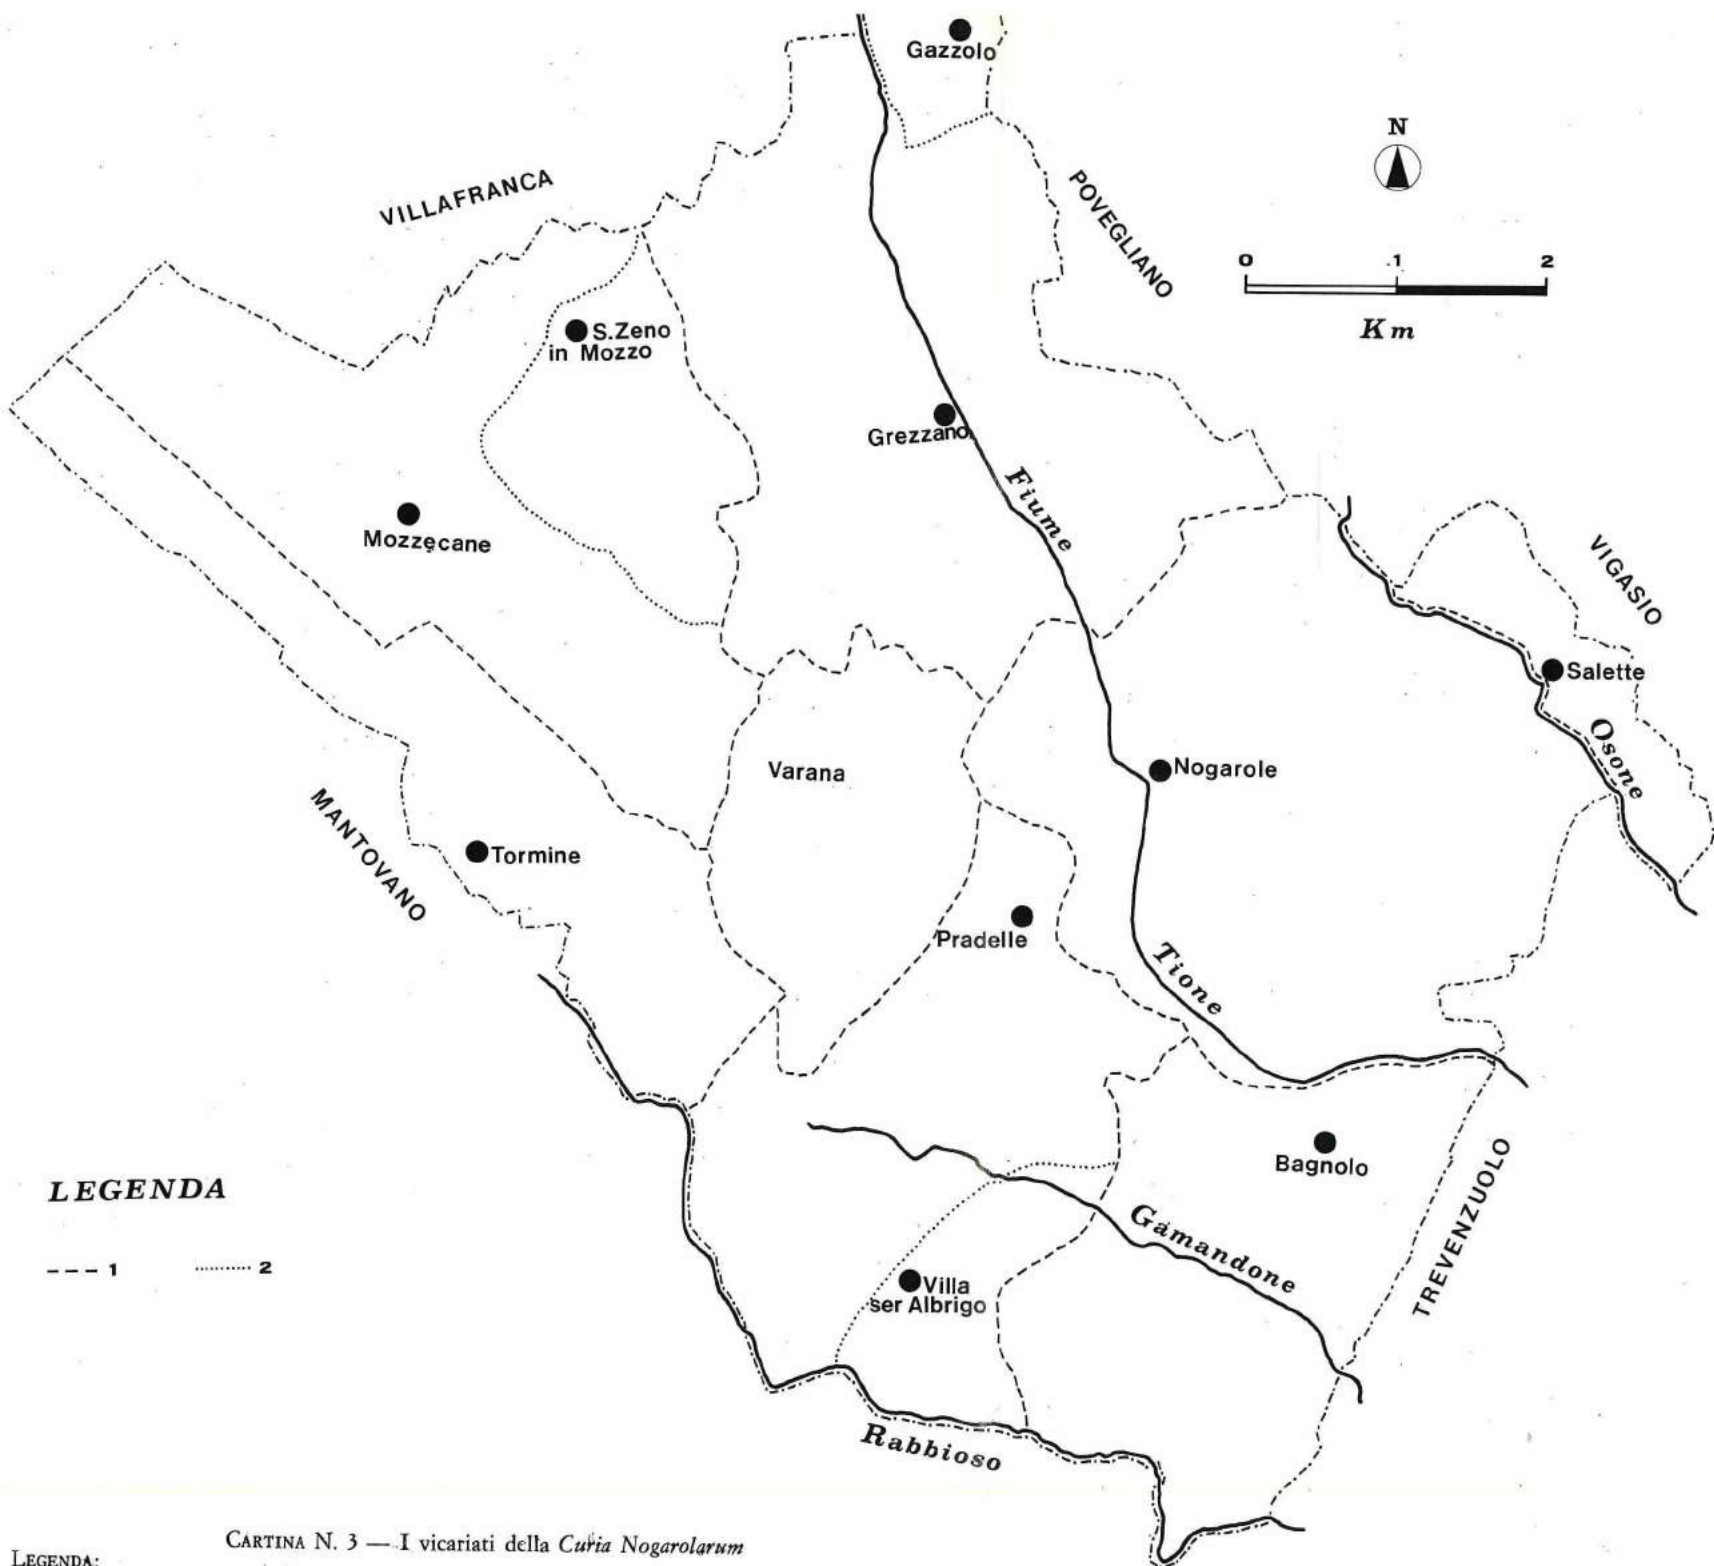 Gazzolo
N
VILLAFRANCA
POVEGLIANO
0 1 2
Km
S.Zeno
in Mozzo
Grezzano
Fiume
Mozzecane
VIGASIO
Salette
Osone
Varana
Nogarole
MANTOVANO
Tormine
Pradelle
Tione
Bagnolo
TREVENZUOLO
LEGENDA
1 2
Gamandone
Villa
ser Albrigo
Rabbioso
CARTINA N. 3 — I vicariati della Curia Nogarolarum
LEGENDA: